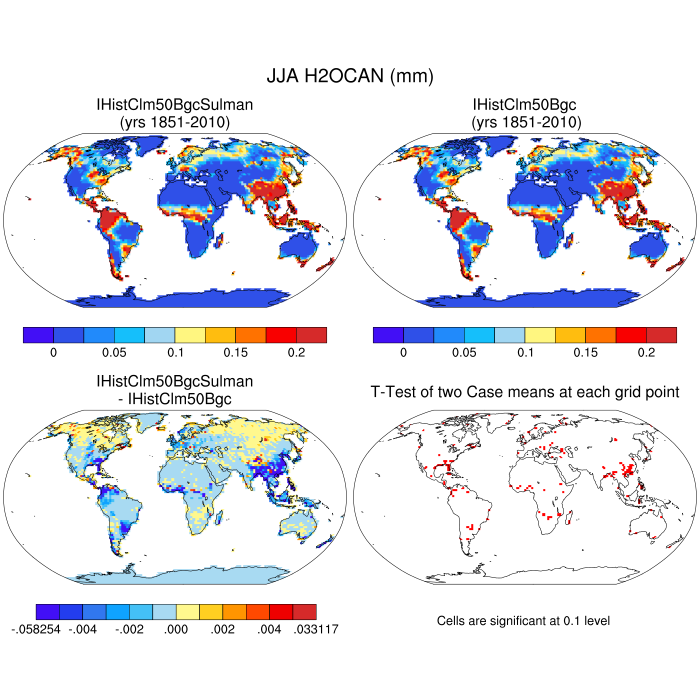 JJA H2OCAN (mm)
IHistClm50BgcSulman
(yrs 1851-2010)
IHistClm50Bgc
(yrs 1851-2010)
0 0.05 0.1 0.15 0.2
0 0.05 0.1 0.15 0.2
IHistClm50BgcSulman
- IHistClm50Bgc
T-Test of two Case means at each grid point
-.058254 -.004 -.002 .000 .002 .004 .033117
Cells are significant at 0.1 level